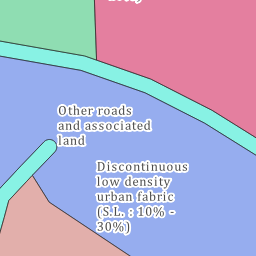 Other roads
and associated
land
Discontinuous
low density
urban fabric
(S.L. : 10% -
30%)